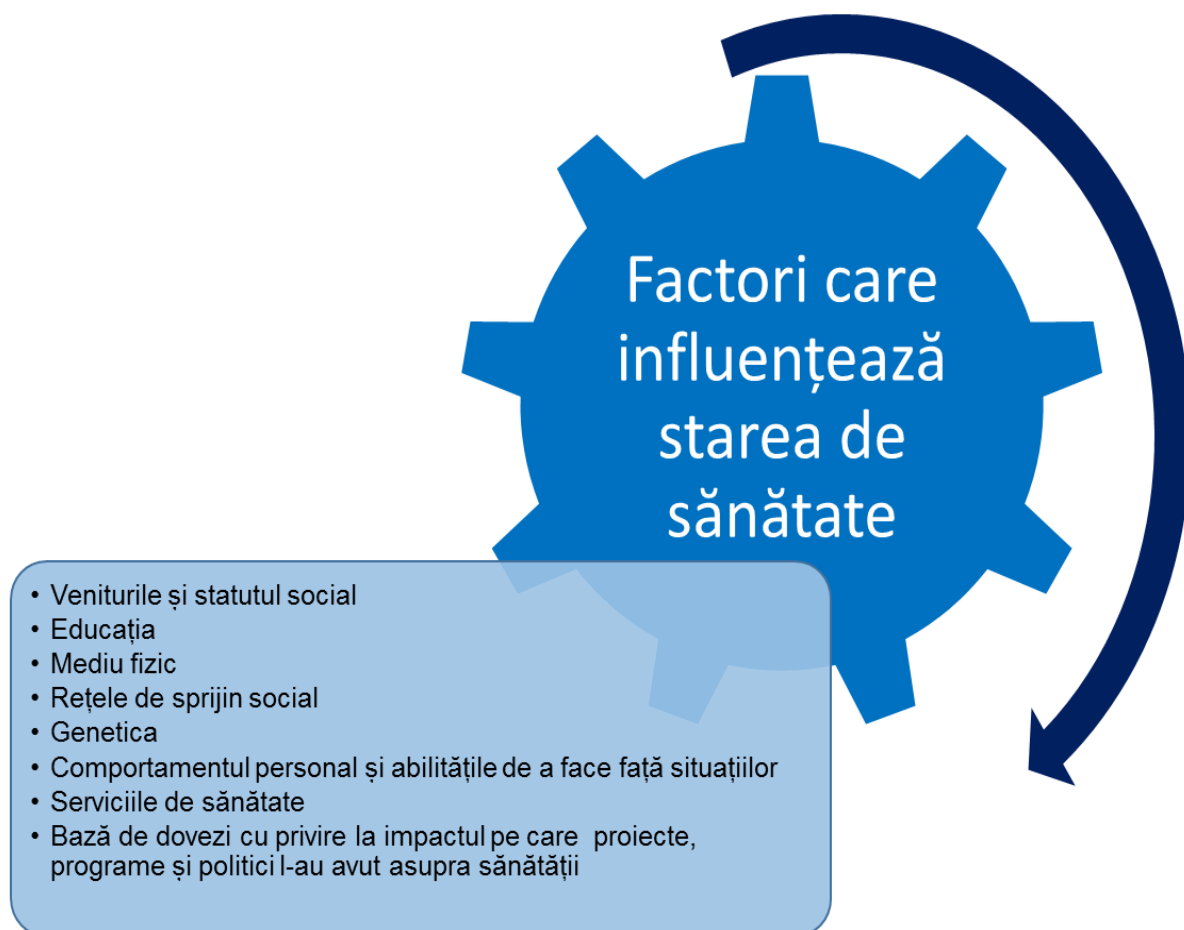 Factori care
influențează
starea de
sănătate
• Veniturile și statutul social
• Educația
• Mediu fizic
• Rețele de sprijin social
• Genetica
• Comportamentul personal și abilitățile de a face față situațiilor
• Serviciile de sănătate
• Bază de dovezi cu privire la impactul pe care proiecte,
programe și politici l-au avut asupra sănătății